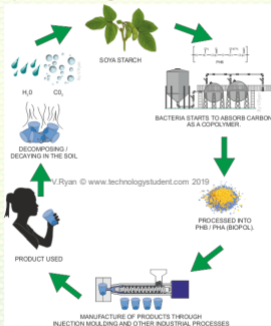 SOYA STARCH
PHB
BACTERIA STARTS TO ABSORB CARBON
AS A COPOLYMER.
H₂O
CO₂
DECOMPOSING /
DECAYING IN THE SOIL
V.Ryan © www.technologystudent.com 2019
PROCESSED INTO
PHB / PHA (BIOPOL).
PRODUCT USED
MANUFACTURE OF PRODUCTS THROUGH
INJECTION MOULDING AND OTHER INDUSTRIAL PROCESSES